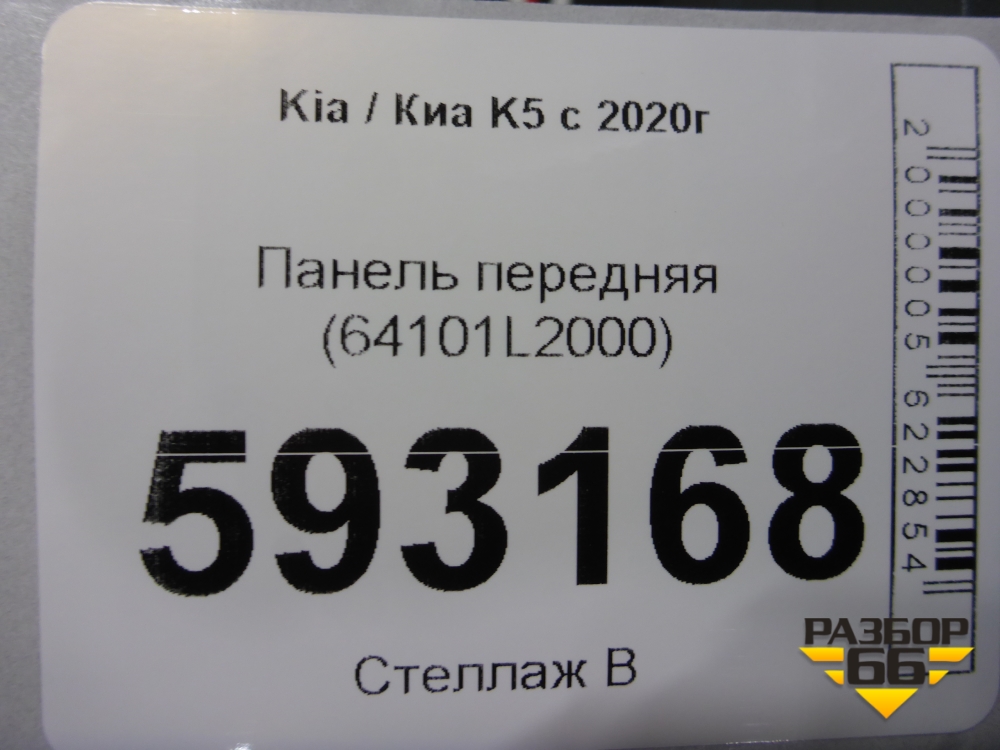 Kia / Киа K5 с 2020г
Панель передняя
(64101L2000)
593168
Стеллаж В
2000005622854
РАЗБОР
66